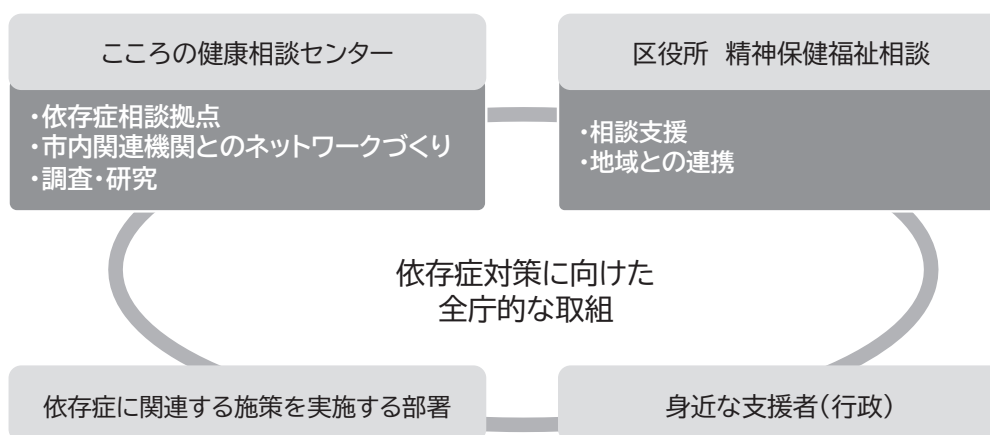 こころの健康相談センター
・依存症相談拠点
・市内関連機関とのネットワークづくり
・調査・研究
区役所 精神保健福祉相談
・相談支援
・地域との連携
依存症対策に向けた
全庁的な取組
依存症に関連する施策を実施する部署
身近な支援者(行政)